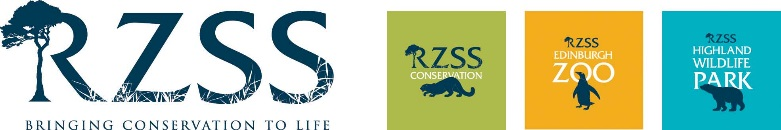 RZSS
BRINGING CONSERVATION TO LIFE
RZSS
CONSERVATION
RZSS
EDINBURGH
ZOO
RZSS
HIGHLAND
WILDLIFE
PARK